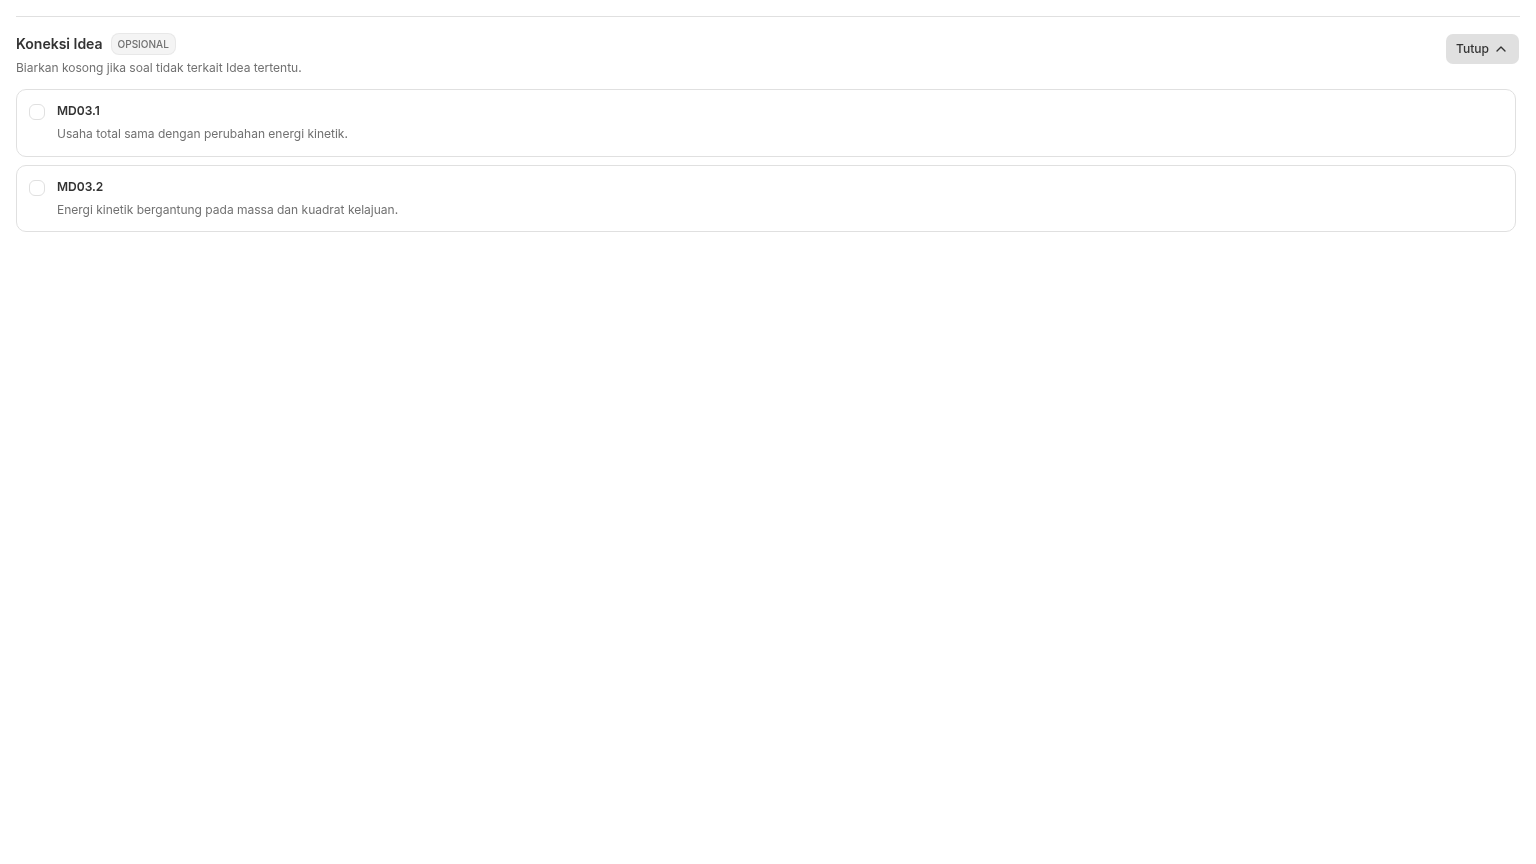 Koneksi Idea OPSIONAL
Tutup
Biarkan kosong jika soal tidak terkait Idea tertentu.
MD03.1
Usaha total sama dengan perubahan energi kinetik.
MD03.2
Energi kinetik bergantung pada massa dan kuadrat kelajuan.